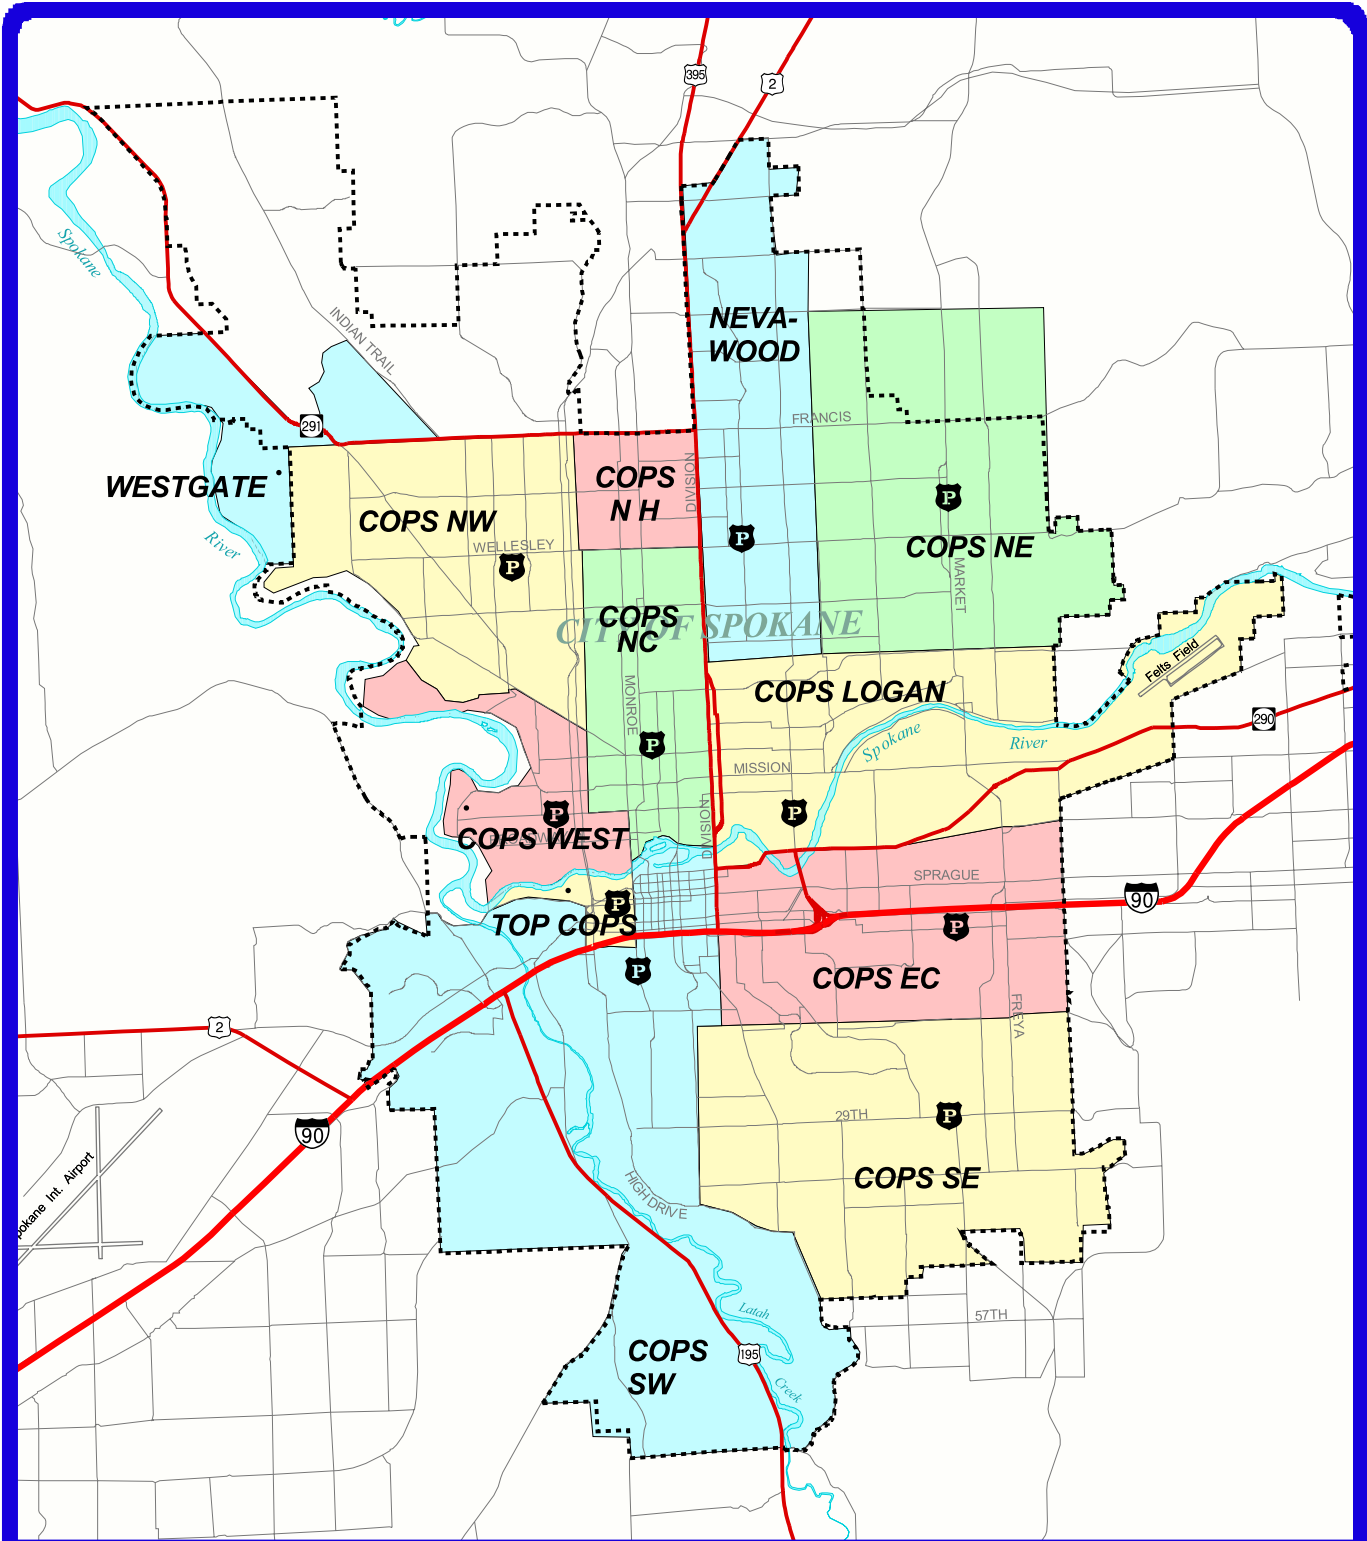 395
2
Spokane
INDIAN TRAIL
NEVA-
WOOD
291
FRANCIS
DIVISION
COPS
N H
WESTGATE
COPS NW
River
WELLESLEY
P
P
P
COPS NE
MARKET
COPS
NC
CITY OF SPOKANE
Felts Field
MONROE
COPS LOGAN
290
Spokane
River
P
MISSION
DIVISION
P
P
COPS WEST
SPRAGUE
90
P
TOP COPS
P
P
COPS EC
FREYA
2
29TH
P
90
pokane Int. Airport
COPS SE
HIGH DRIVE
Latah
57TH
COPS
SW
195
Creek